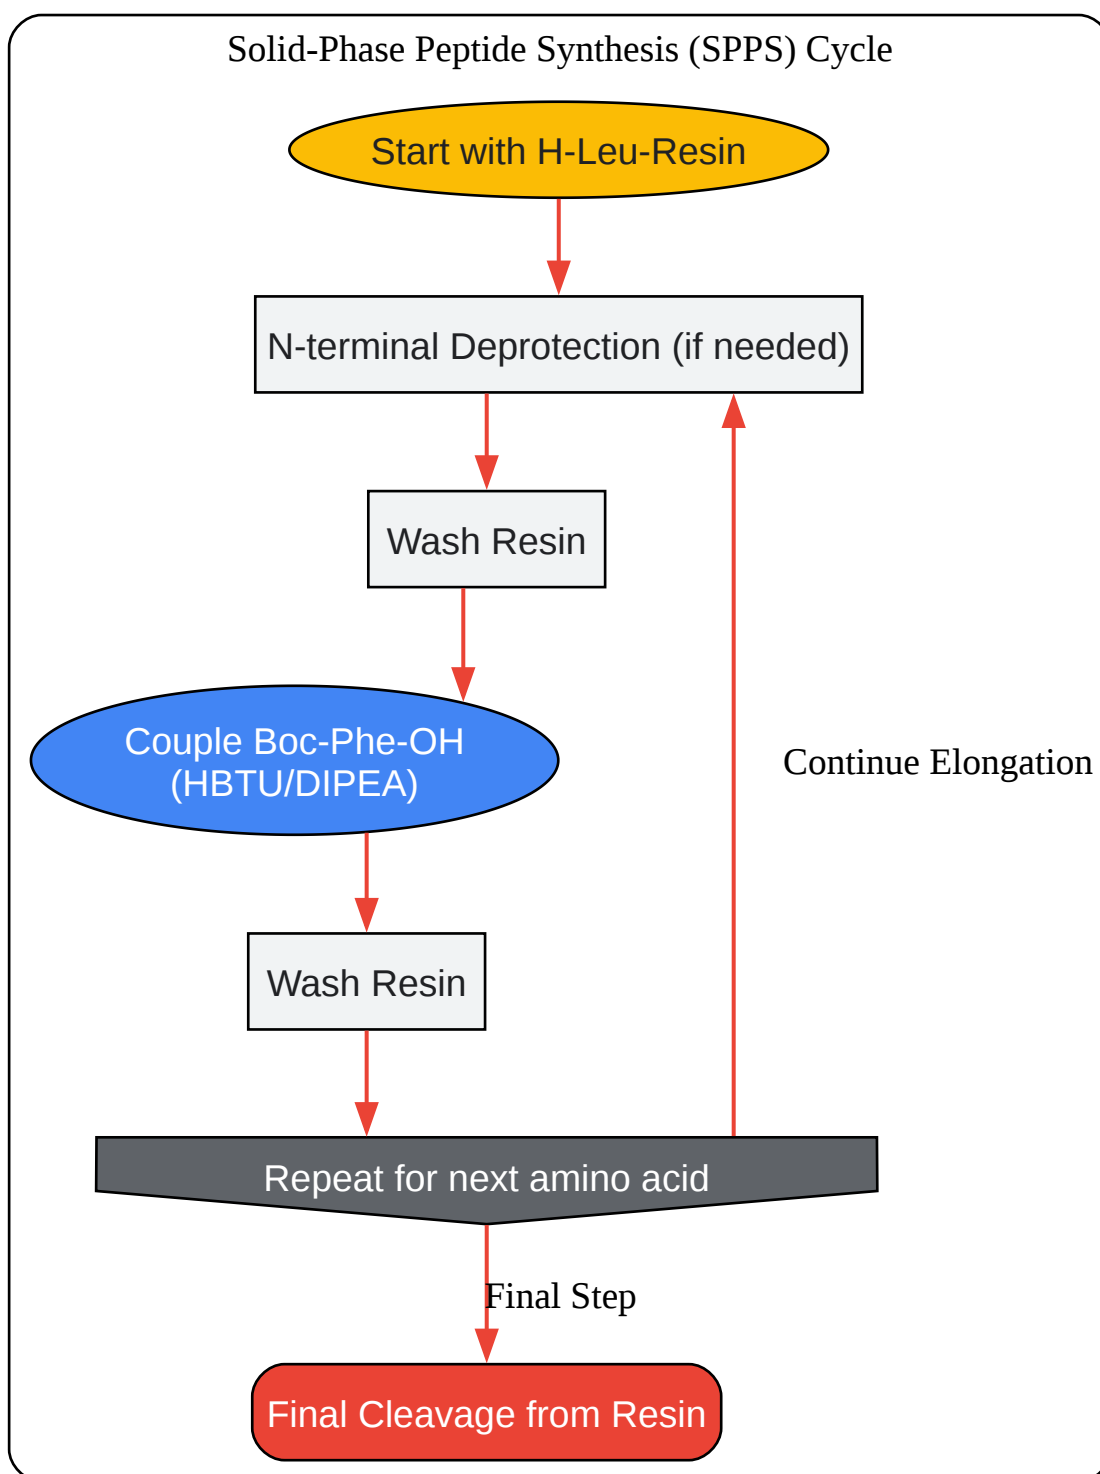 Solid-Phase Peptide Synthesis (SPPS) Cycle
Start with H-Leu-Resin
N-terminal Deprotection (if needed)
Wash Resin
Couple Boc-Phe-OH
(HBTU/DIPEA)
Continue Elongation
Wash Resin
Repeat for next amino acid
Final Step
Final Cleavage from Resin